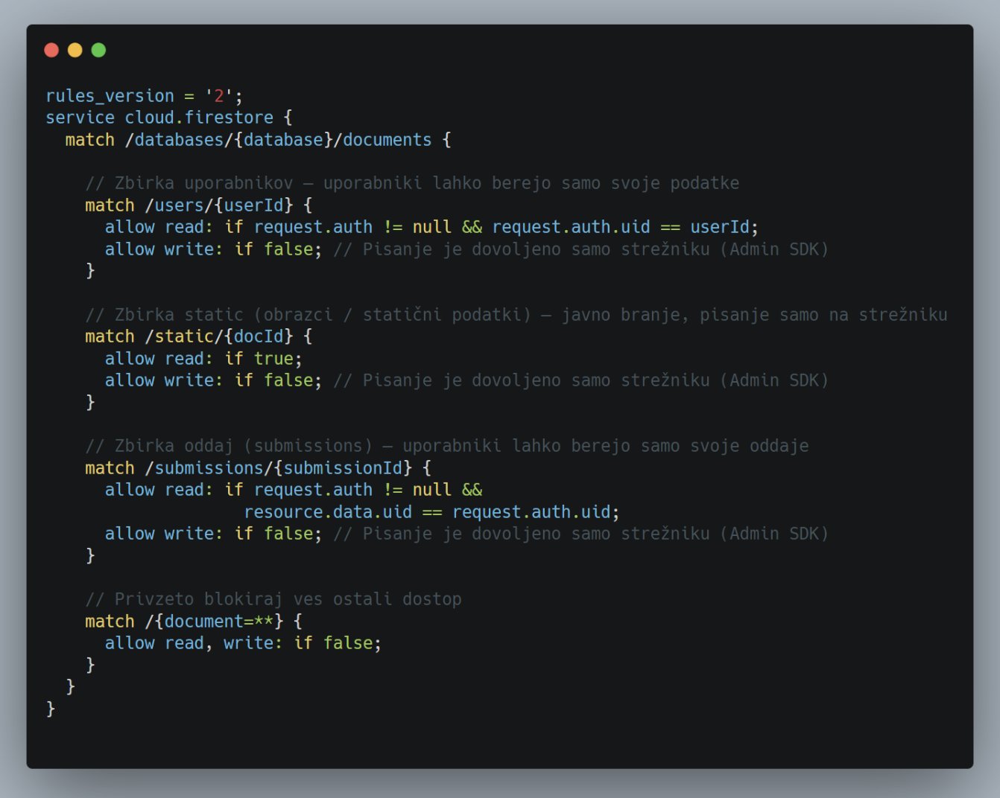 rules_version = '2';
service cloud.firestore {
  match /databases/{database}/documents {

    // Zbirka uporabnikov – uporabniki lahko berejo samo svoje podatke
    match /users/{userId} {
      allow read: if request.auth != null && request.auth.uid == userId;
      allow write: if false; // Pisanje je dovoljeno samo strežniku (Admin SDK)
    }

    // Zbirka static (obrazci / statični podatki) – javno branje, pisanje samo na strežniku
    match /static/{docId} {
      allow read: if true;
      allow write: if false; // Pisanje je dovoljeno samo strežniku (Admin SDK)
    }

    // Zbirka oddaj (submissions) – uporabniki lahko berejo samo svoje oddaje
    match /submissions/{submissionId} {
      allow read: if request.auth != null &&
                    resource.data.uid == request.auth.uid;
      allow write: if false; // Pisanje je dovoljeno samo strežniku (Admin SDK)
    }

    // Privzeto blokiraj ves ostali dostop
    match /{document=**} {
      allow read, write: if false;
    }
  }
}